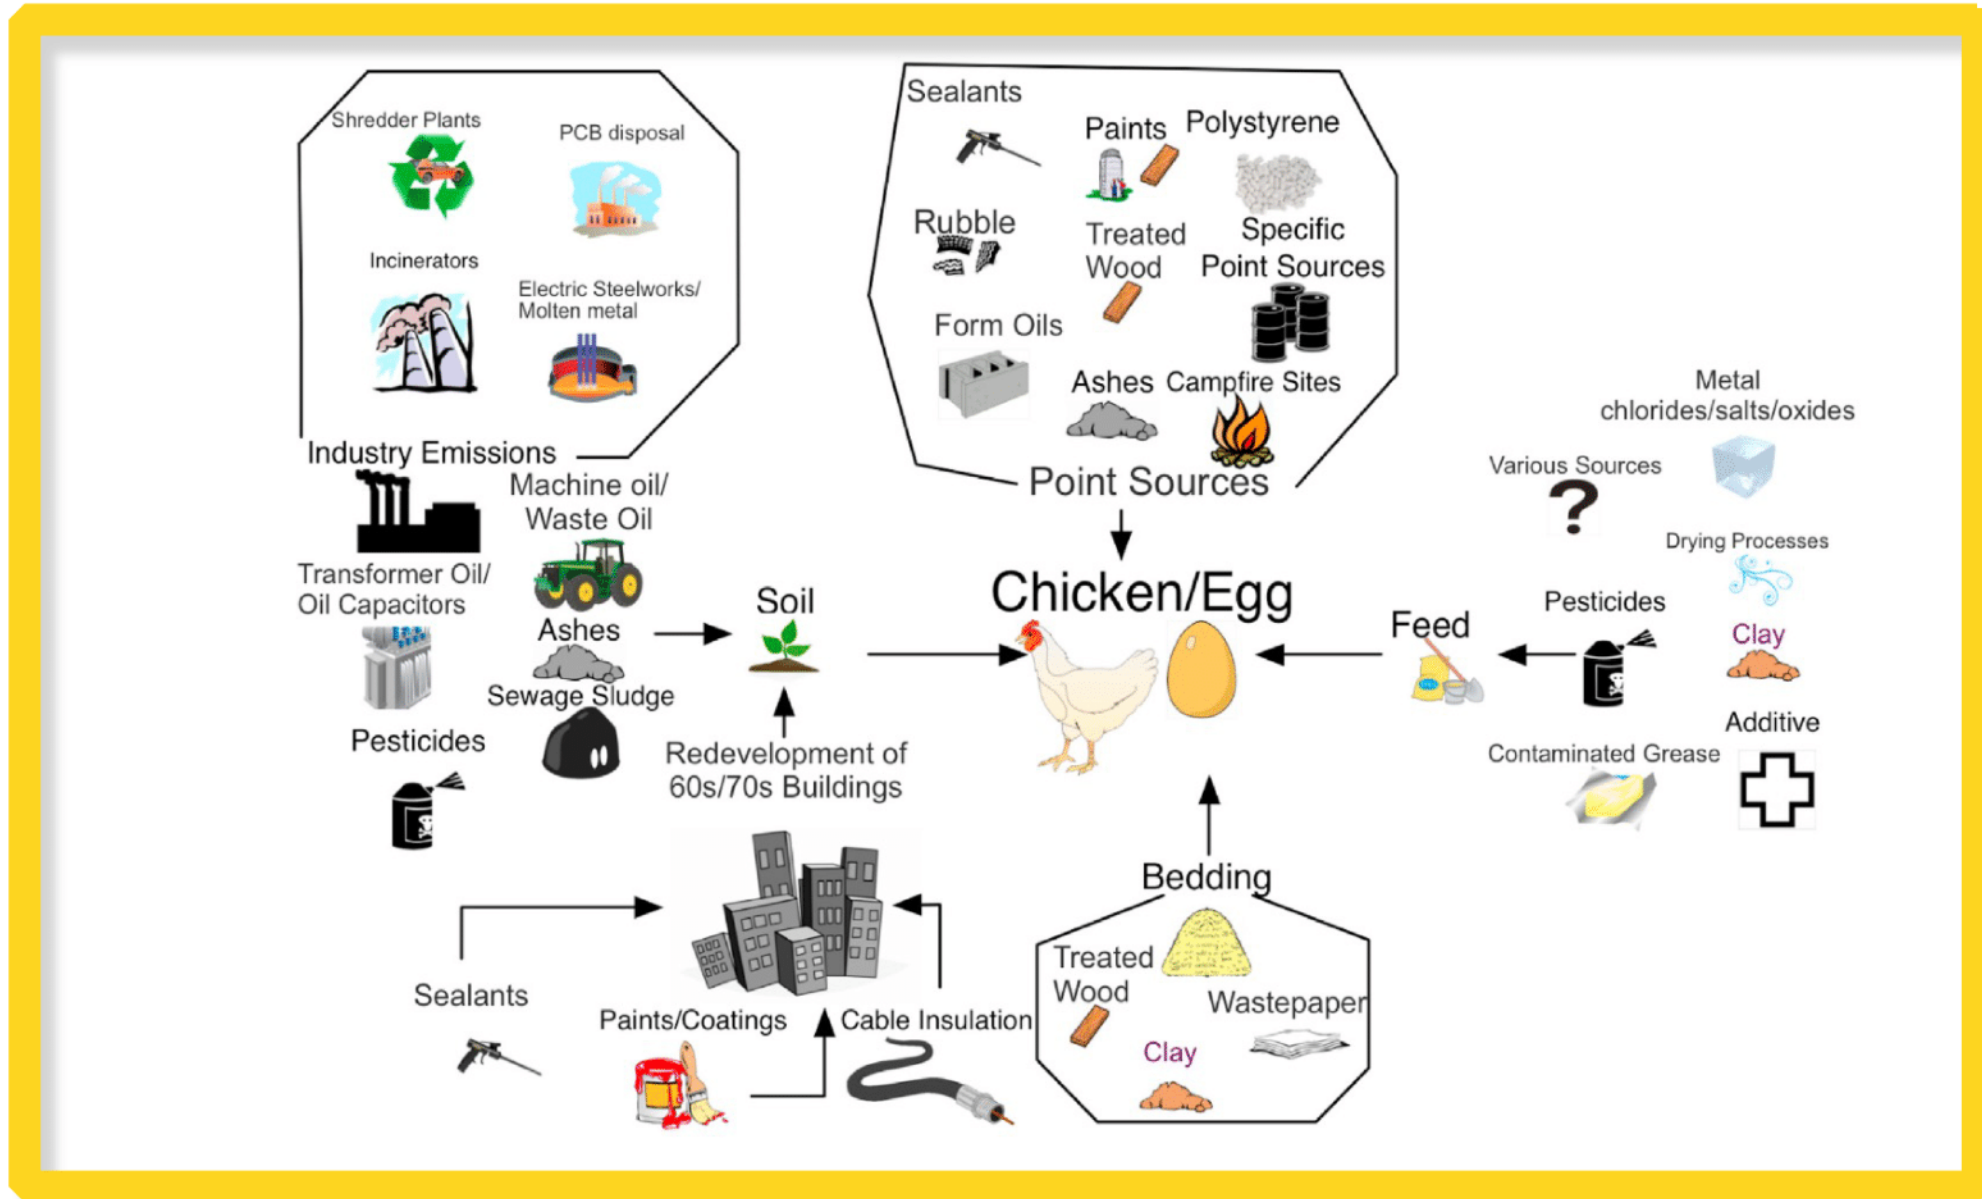 Shredder Plants
PCB disposal
Incinerators
Electric Steelworks/
Molten metal
Industry Emissions
Machine oil/
Waste Oil
Transformer Oil/
Oil Capacitors
Ashes
Sewage Sludge
Pesticides
Soil
Redevelopment of
60s/70s Buildings
Sealants
Paints/Coatings
Cable Insulation
Sealants
Paints
Polystyrene
Rubble
Treated
Wood
Specific
Point Sources
Form Oils
Ashes
Campfire Sites
Point Sources
Chicken/Egg
Bedding
Treated
Wood
Wastepaper
Clay
Feed
Metal
chlorides/salts/oxides
Various Sources
Drying Processes
Pesticides
Clay
Additive
Contaminated Grease